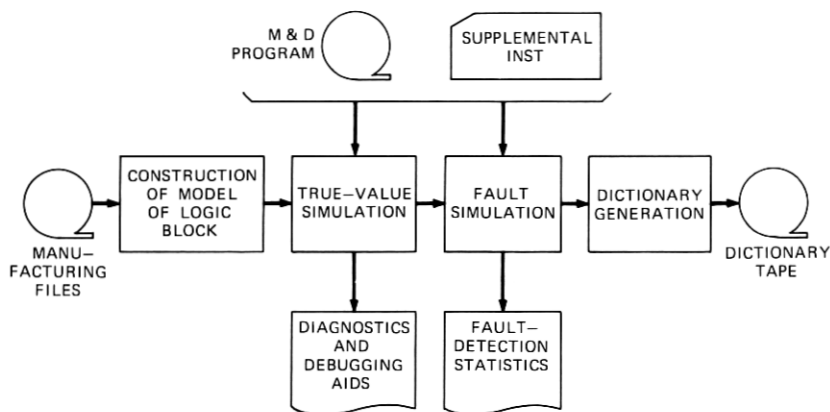 M & D
PROGRAM
SUPPLEMENTAL
INST
CONSTRUCTION
OF MODEL
OF LOGIC
BLOCK
TRUE–VALUE
SIMULATION
FAULT
SIMULATION
DICTIONARY
GENERATION
MANU–
FACTURING
FILES
DICTIONARY
TAPE
DIAGNOSTICS
AND
DEBUGGING
AIDS
FAULT–
DETECTION
STATISTICS